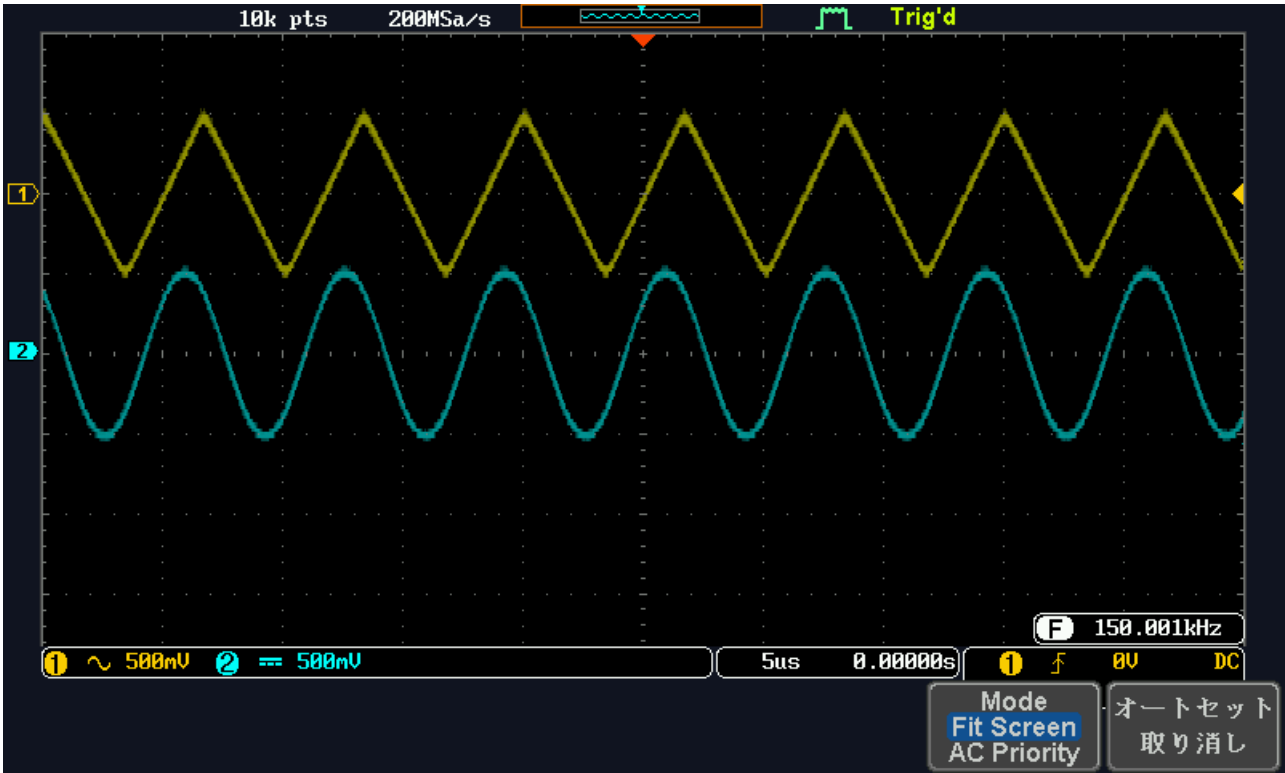 10k pts 200MSa/s Trig'd
1
2
F 150.001kHz
1 500mV 2 500mV 5us 0.00000s 1 0V DC
Mode
Fit Screen
AC Priority
オートセット
取り消し